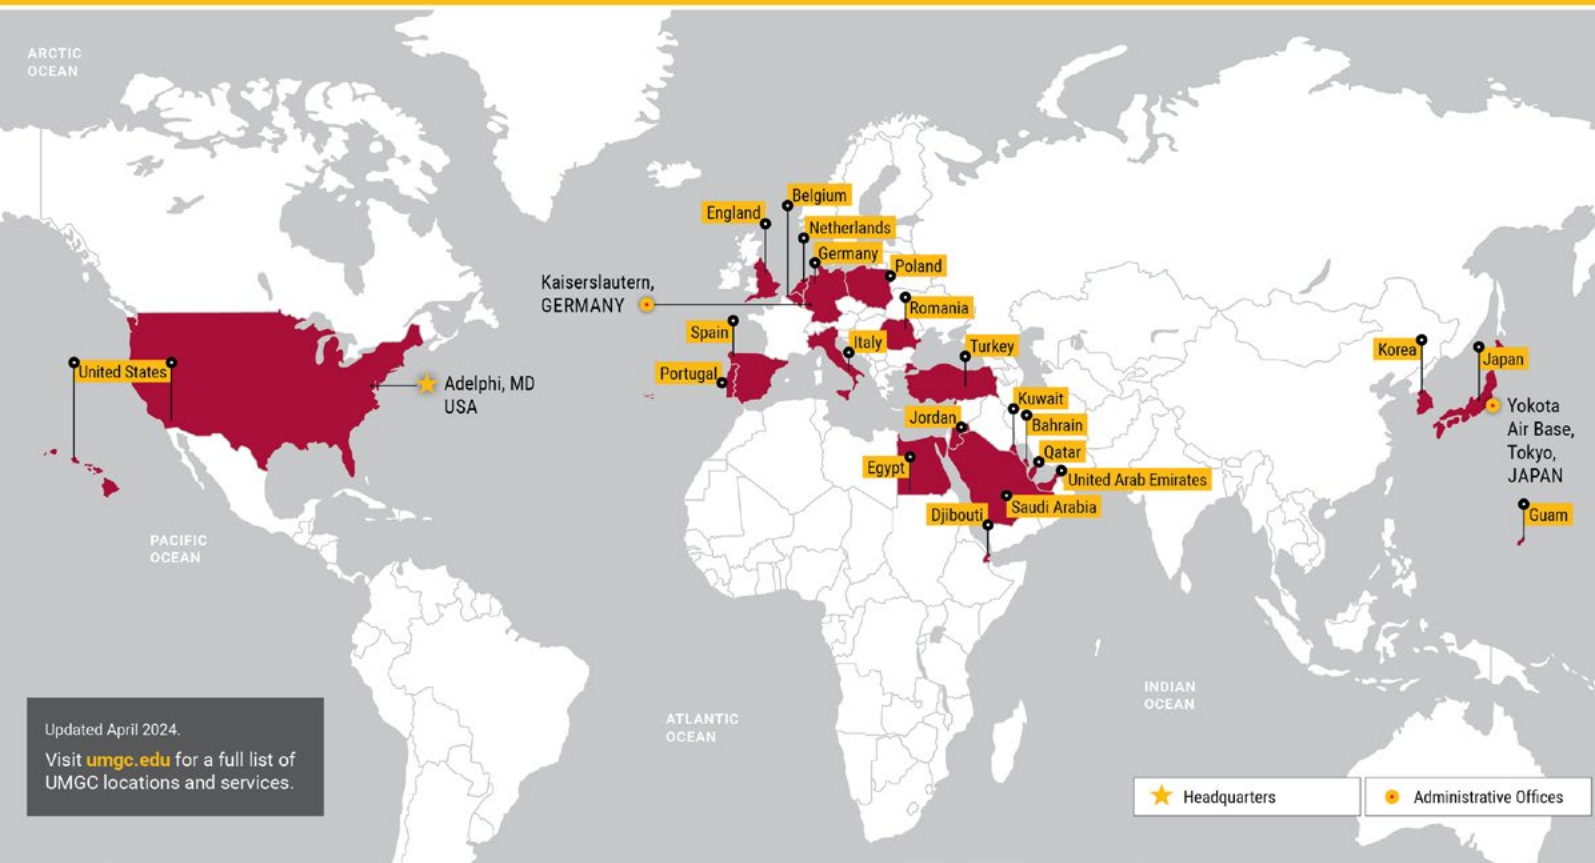 ARCTIC
OCEAN
Belgium
England
Netherlands
Germany
Poland
Kaiserslautern,
GERMANY
Romania
Spain
Italy
Turkey
Korea
Japan
United States
Portugal
Adelphi, MD
USA
Kuwait
Jordan
Bahrain
Yokota
Air Base,
Tokyo,
JAPAN
Qatar
Egypt
United Arab Emirates
Saudi Arabia
Djibouti
Guam
PACIFIC
OCEAN
INDIAN
OCEAN
ATLANTIC
OCEAN
Updated April 2024.
Visit umgc.edu for a full list of
UMGC locations and services.
Headquarters
Administrative Offices